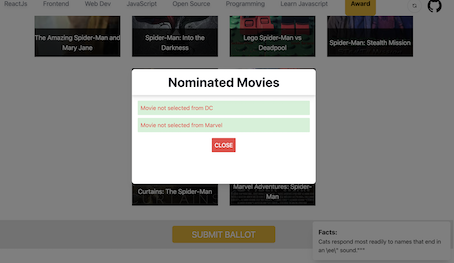 ReactJs Frontend Web Dev JavaScript Open Source Programming Learn Javascript Award
The Amazing Spider-Man and
Mary Jane
Spider-Man: Into the
Darkness
Lego Spider-Man vs
Deadpool
Spider-Man: Stealth Mission
Nominated Movies
Movie not selected from DC
Movie not selected from Marvel
CLOSE
Curtains: The Spider-Man
Marvel Adventures: Spider-
Man
SUBMIT BALLOT
Facts:
Cats respond most readily to names that end in
an \ee\" sound."""